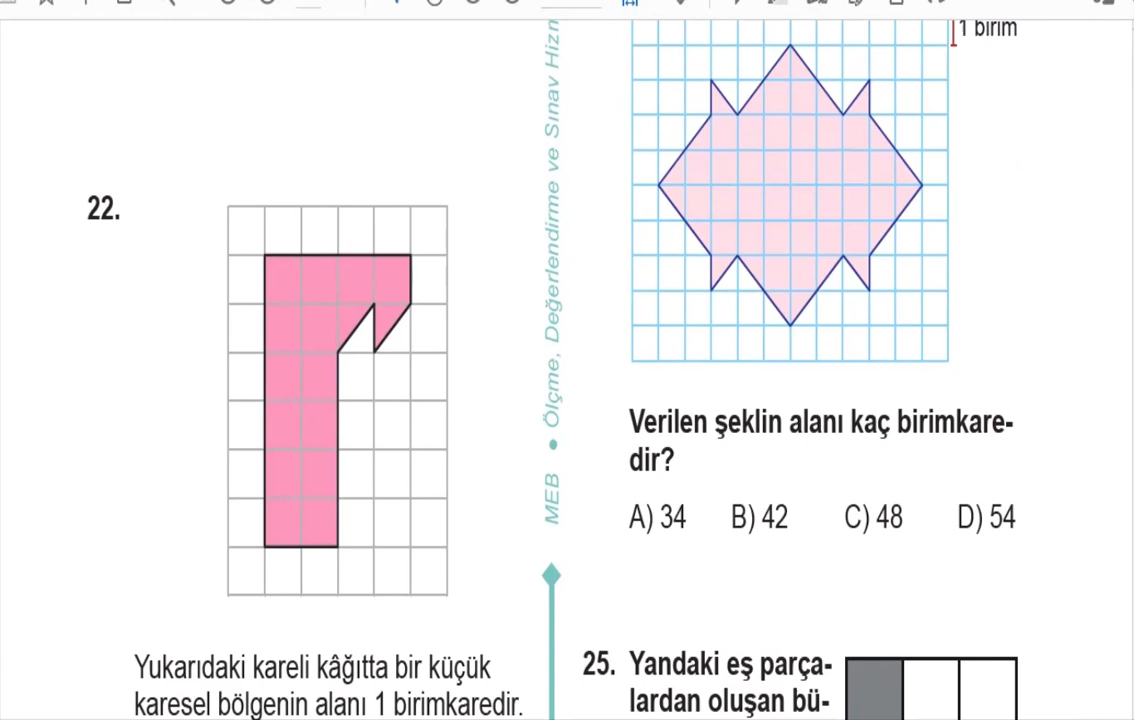 22.
Yukarıdaki kareli kâğıtta bir küçük
karesel bölgenin alanı 1 birimkaredir.
MEB • Ölçme, Değerlendirme ve Sınav Hizm
1 birim
Verilen şeklin alanı kaç birimkare-
dir?
A) 34 B) 42 C) 48 D) 54
25. Yandaki eş parça-
lardan oluşan bü-